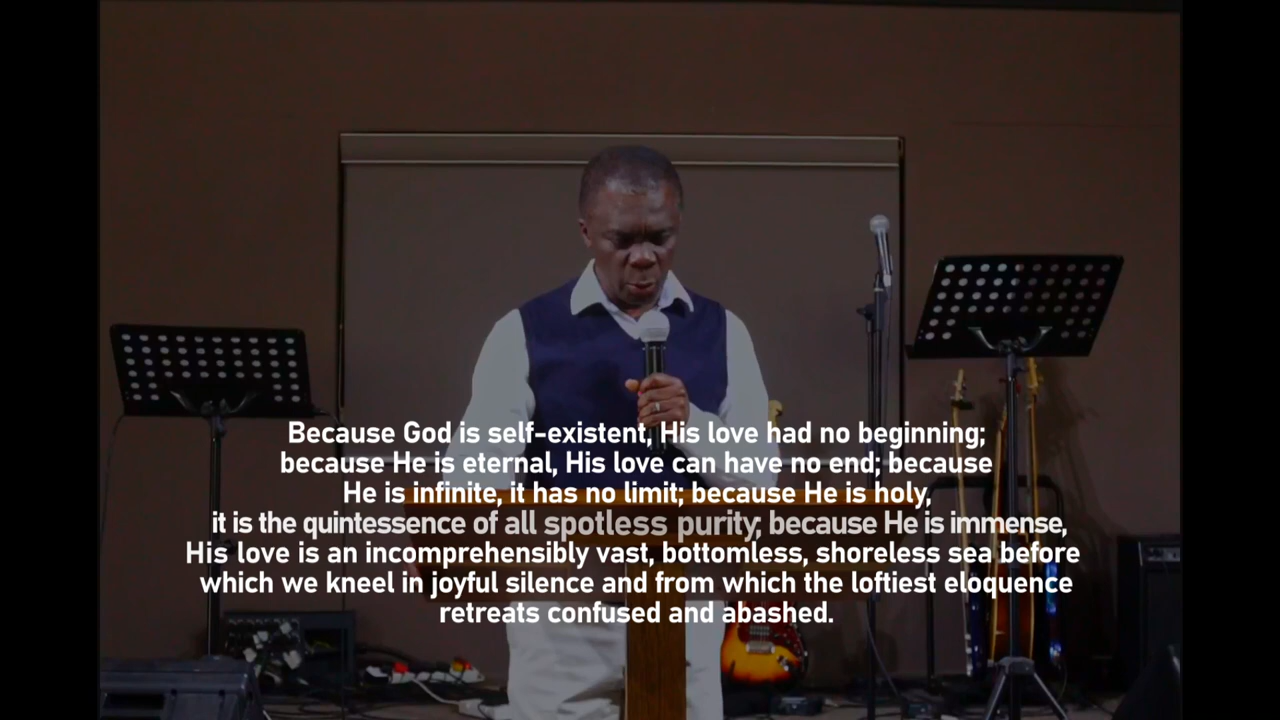 Because God is self-existent, His love had no beginning;
because He is eternal, His love can have no end; because
He is infinite, it has no limit; because He is holy,
it is the quintessence of all spotless purity; because He is immense,
His love is an incomprehensibly vast, bottomless, shoreless sea before
which we kneel in joyful silence and from which the loftiest eloquence
retreats confused and abashed.